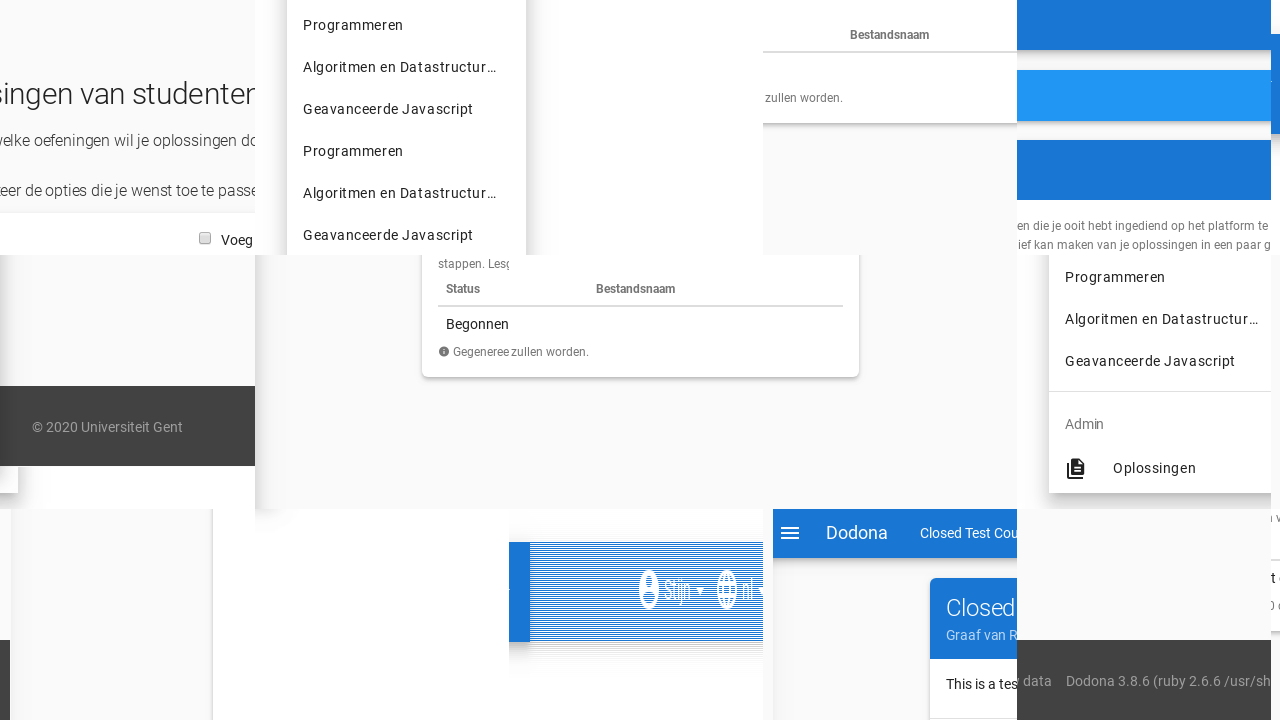 Programmeren
Bestandsnaam
Algoritmen en Datastructur…
singen van studenten
zullen worden.
Geavanceerde Javascript
welke oefeningen wil je oplossingen do
Programmeren
eer de opties die je wenst toe te passe
Algoritmen en Datastructur…
en die je ooit hebt ingediend op het platform te
Voeg
Geavanceerde Javascript
ief kan maken van je oplossingen in een paar g
stappen. Lesg
Programmeren
Status Bestandsnaam
Algoritmen en Datastructur…
Begonnen
Gegeneree zullen worden.
Geavanceerde Javascript
© 2020 Universiteit Gent
Admin
Oplossingen
Dodona Closed Test Cou
Stijn nl
Closed
Graaf van R
This is a tes
data Dodona 3.8.6 (ruby 2.6.6 /usr/sh